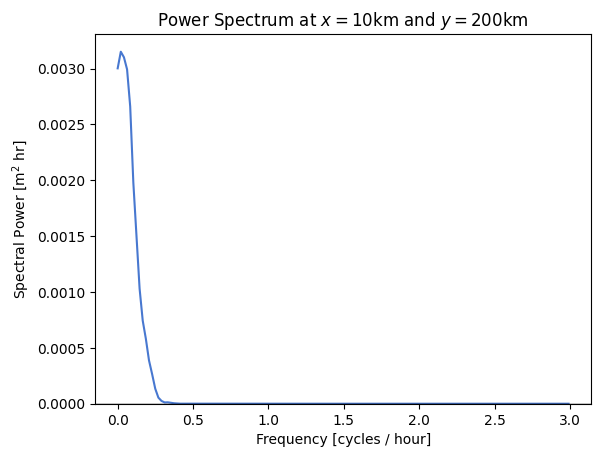 Power Spectrum at x = 10km and y = 200km
Spectral Power [m² hr]
0.0030
0.0025
0.0020
0.0015
0.0010
0.0005
0.0000
0.0 0.5 1.0 1.5 2.0 2.5 3.0
Frequency [cycles / hour]